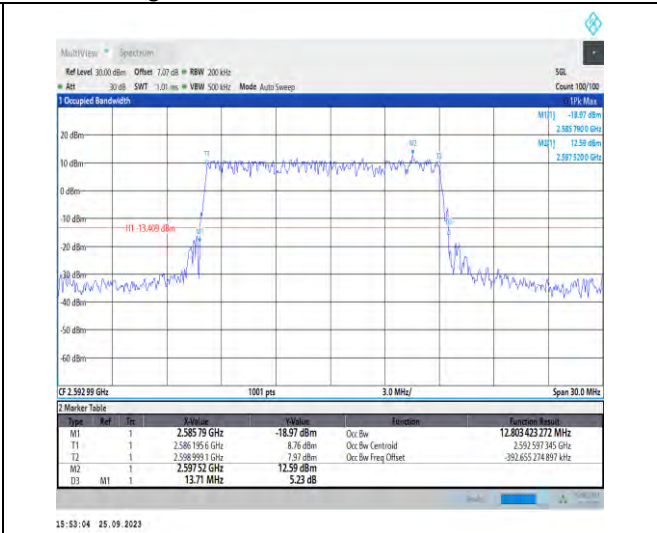 MultiView Spectrum
Ref Level 30.00 dBm Offset 7.07 dB RBW 200 kHz SGL
Att 30 dB SWT 1.01 ms VBW 500 kHz Mode Auto Sweep Count 100/100
1 Occupied Bandwidth 1Pk Max
M1[1] -18.97 dBm
2.585 7900 GHz
20 dBm
M2[1] 12.59 dBm
2.597 5200 GHz
M2
T1
10 dBm
0 dBm
-10 dBm
H1 -13.409 dBm
M1
-20 dBm
-30 dBm
-40 dBm
-50 dBm
-60 dBm
CF 2.592 99 GHz 1001 pts 3.0 MHz/ Span 30.0 MHz
2 Marker Table
Type Ref Trc X-Value Y-Value Function Function Result
M1 1 2.585 79 GHz -18.97 dBm Occ Bw 12.803 423 272 MHz
T1 1 2.586 195 6 GHz 8.76 dBm Occ Bw Centroid 2.592 597 345 GHz
T2 1 2.598 999 1 GHz 7.97 dBm Occ Bw Freq Offset -392.655 274 897 kHz
M2 1 2.597 52 GHz 12.59 dBm
D3 M1 1 13.71 MHz 5.23 dB
15:53:04 25.09.2023